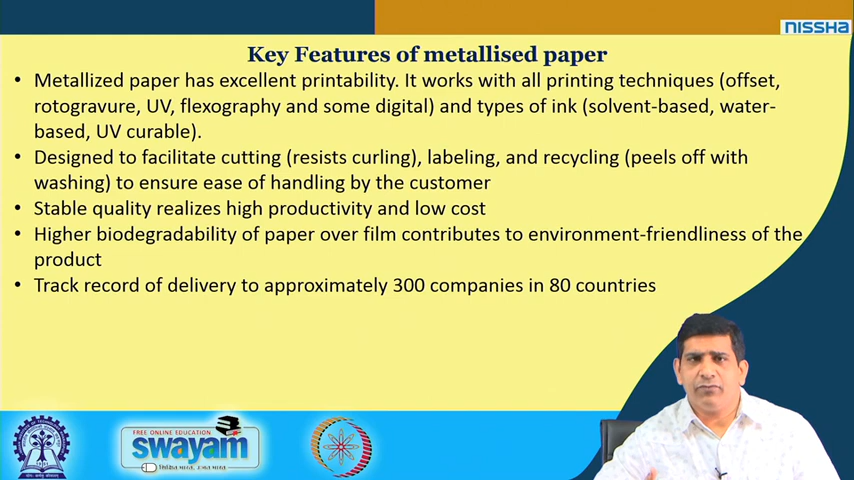 NISSHA
Key Features of metallised paper
• Metallized paper has excellent printability. It works with all printing techniques (offset,
rotogravure, UV, flexography and some digital) and types of ink (solvent-based, water-
based, UV curable).
• Designed to facilitate cutting (resists curling), labeling, and recycling (peels off with
washing) to ensure ease of handling by the customer
• Stable quality realizes high productivity and low cost
• Higher biodegradability of paper over film contributes to environment-friendliness of the
product
• Track record of delivery to approximately 300 companies in 80 countries
FREE ONLINE EDUCATION
swayam
शिक्षित भारत, उन्नत भारत